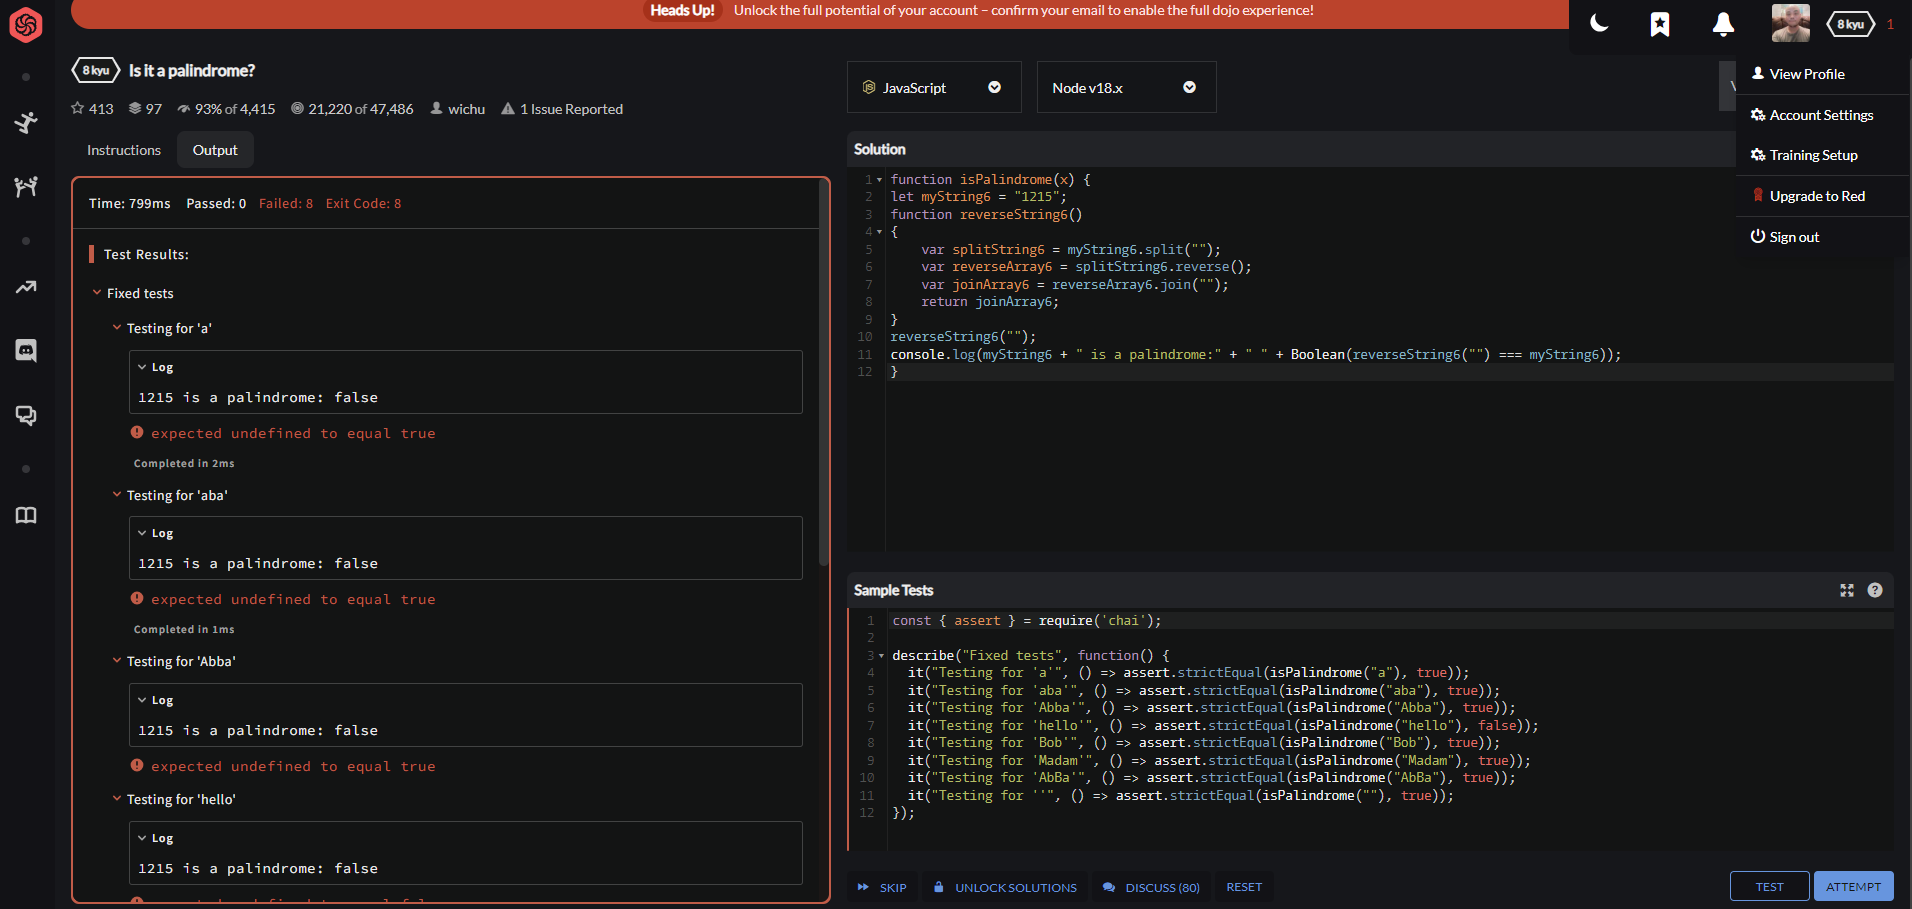 Heads Up! Unlock the full potential of your account – confirm your email to enable the full dojo experience!
8 kyu 1
View Profile
Account Settings
Training Setup
Upgrade to Red
Sign out
8 kyu Is it a palindrome?
413 97 93% of 4,415 21,220 of 47,486 wichu 1 Issue Reported
Instructions Output
Time: 799ms Passed: 0 Failed: 8 Exit Code: 8
Test Results:
Fixed tests
Testing for 'a'
Log
1215 is a palindrome: false
expected undefined to equal true
Completed in 2ms
Testing for 'aba'
Log
1215 is a palindrome: false
expected undefined to equal true
Completed in 1ms
Testing for 'Abba'
Log
1215 is a palindrome: false
expected undefined to equal true
Testing for 'hello'
Log
1215 is a palindrome: false
JavaScript Node v18.x
Solution
1 function isPalindrome(x) {
2 let myString6 = "1215";
3 function reverseString6()
4 {
5 var splitString6 = myString6.split("");
6 var reverseArray6 = splitString6.reverse();
7 var joinArray6 = reverseArray6.join("");
8 return joinArray6;
9 }
10 reverseString6("");
11 console.log(myString6 + " is a palindrome:" + " " + Boolean(reverseString6("") === myString6));
12 }
Sample Tests
1 const { assert } = require('chai');
2
3 describe("Fixed tests", function() {
4 it("Testing for 'a'", () => assert.strictEqual(isPalindrome("a"), true));
5 it("Testing for 'aba'", () => assert.strictEqual(isPalindrome("aba"), true));
6 it("Testing for 'Abba'", () => assert.strictEqual(isPalindrome("Abba"), true));
7 it("Testing for 'hello'", () => assert.strictEqual(isPalindrome("hello"), false));
8 it("Testing for 'Bob'", () => assert.strictEqual(isPalindrome("Bob"), true));
9 it("Testing for 'Madam'", () => assert.strictEqual(isPalindrome("Madam"), true));
10 it("Testing for 'AbBa'", () => assert.strictEqual(isPalindrome("AbBa"), true));
11 it("Testing for ''", () => assert.strictEqual(isPalindrome(""), true));
12 });
SKIP UNLOCK SOLUTIONS DISCUSS (80) RESET TEST ATTEMPT